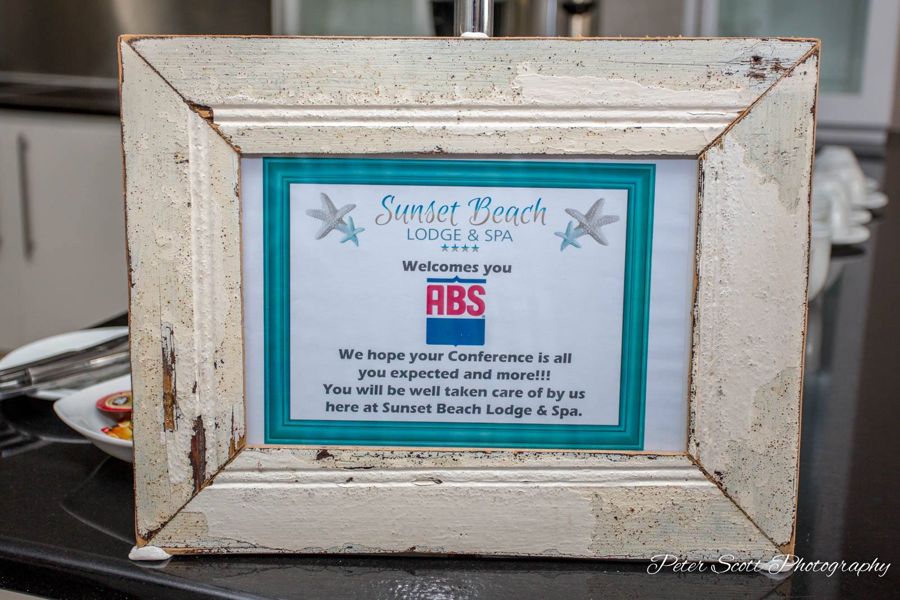 Sunset Beach
LODGE & SPA
Welcomes you
ABS
We hope your Conference is all
you expected and more!!!
You will be well taken care of by us
here at Sunset Beach Lodge & Spa.
Peter Scott Photography